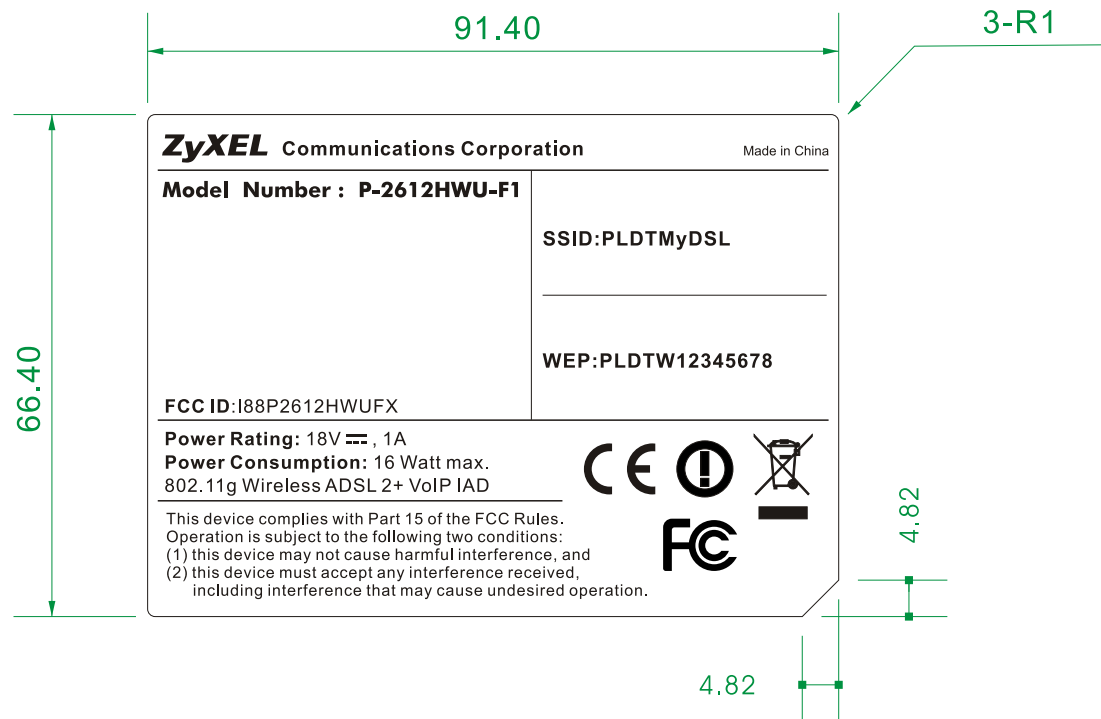 91.40
3-R1
ZyXEL Communications Corporation
Made in China
Model Number : P-2612HWU-F1
SSID:PLDTMyDSL
66.40
WEP:PLDTW12345678
FCC ID:I88P2612HWUFX
Power Rating: 18V ⎓ , 1A
Power Consumption: 16 Watt max.
802.11g Wireless ADSL 2+ VoIP IAD
CE
FC
This device complies with Part 15 of the FCC Rules.
Operation is subject to the following two conditions:
(1) this device may not cause harmful interference, and
(2) this device must accept any interference received,
including interference that may cause undesired operation.
4.82
4.82